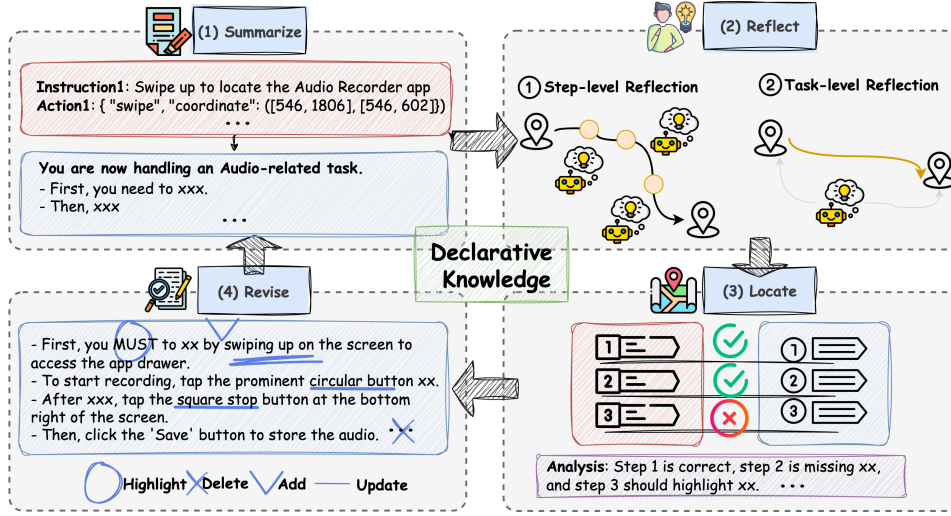 (1) Summarize
Instruction1: Swipe up to locate the Audio Recorder app
Action1: { "swipe", "coordinate": ([546, 1806], [546, 602]})
...
You are now handling an Audio-related task.
- First, you need to xxx.
- Then, xxx
...
(2) Reflect
1 Step-level Reflection
2 Task-level Reflection
Declarative
Knowledge
(3) Locate
1
2
3
1
2
3
Analysis: Step 1 is correct, step 2 is missing xx,
and step 3 should highlight xx. ...
(4) Revise
- First, you MUST to xx by swiping up on the screen to
access the app drawer.
- To start recording, tap the prominent circular button xx.
- After xxx, tap the square stop button at the bottom
right of the screen.
- Then, click the 'Save' button to store the audio. ...
Highlight Delete Add Update